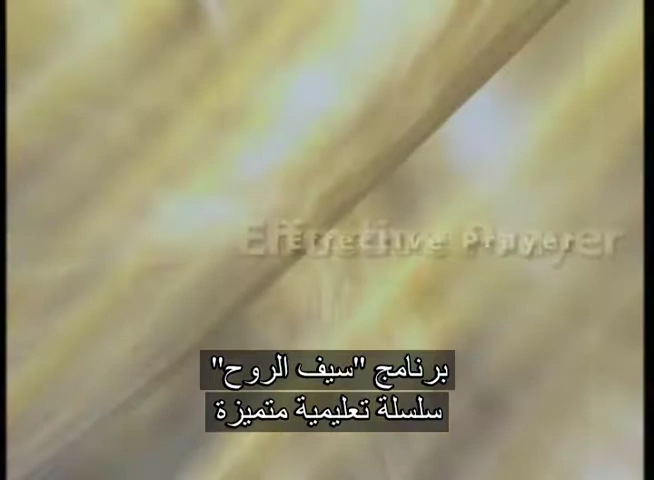 Effective Prayer
برنامج "سيف الروح"
سلسلة تعليمية متميزة